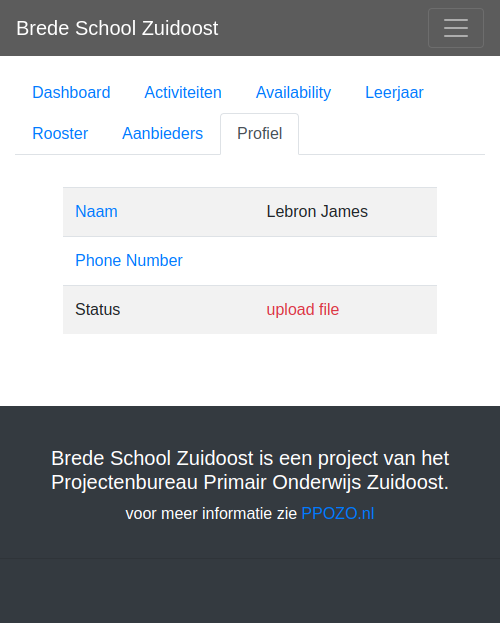 Brede School Zuidoost
Dashboard Activiteiten Availability Leerjaar
Rooster Aanbieders Profiel
Naam Lebron James
Phone Number
Status upload file
Brede School Zuidoost is een project van het
Projectenbureau Primair Onderwijs Zuidoost.
voor meer informatie zie PPOZO.nl